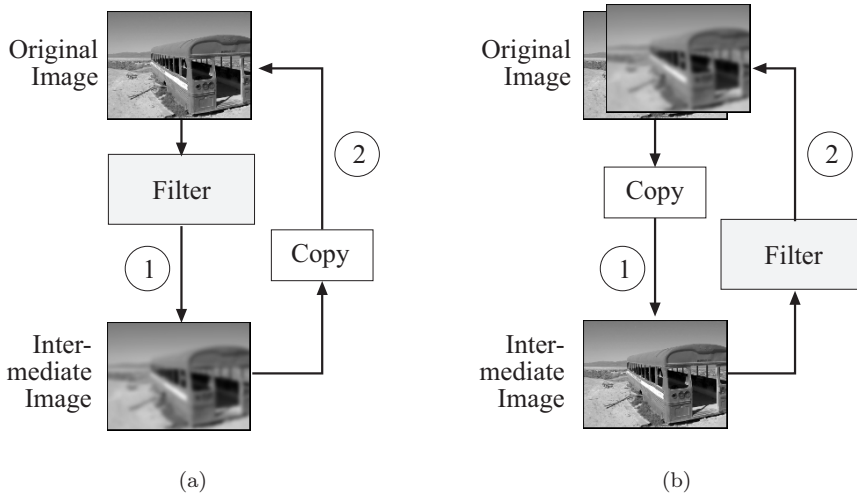 Original
Image
Filter
1
2
Copy
Inter-
mediate
Image
(a)
Original
Image
Copy
1
2
Filter
Inter-
mediate
Image
(b)